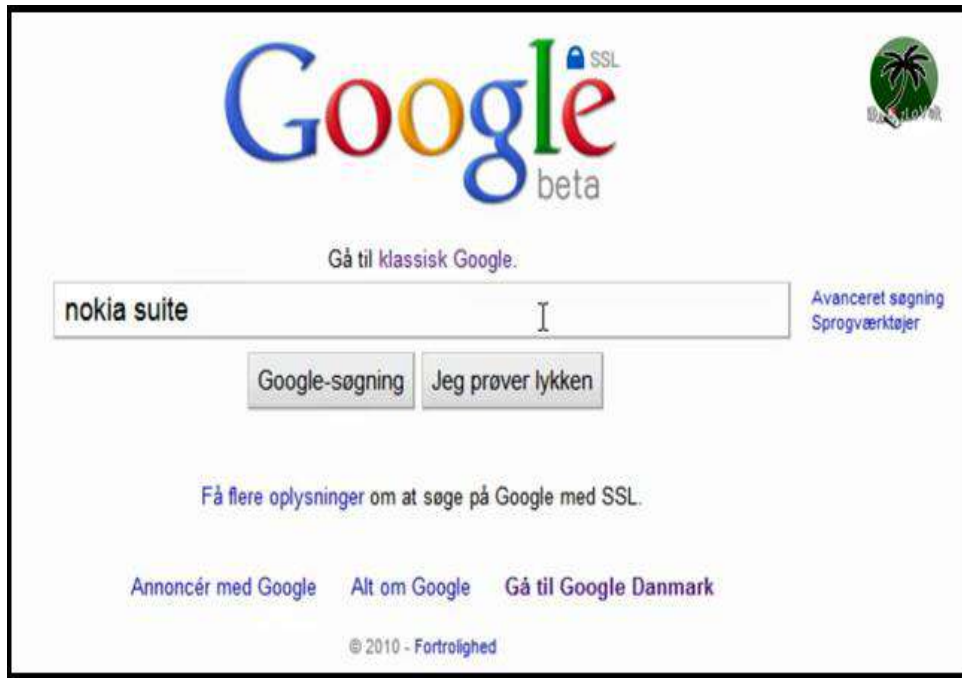 Google
SSL
beta
Gå til klassisk Google.
nokia suite
Avanceret søgning
Sprogværktøjer
Google-søgning
Jeg prøver lykken
Få flere oplysninger om at søge på Google med SSL.
Annoncér med Google
Alt om Google
Gå til Google Danmark
© 2010 - Fortrolighed